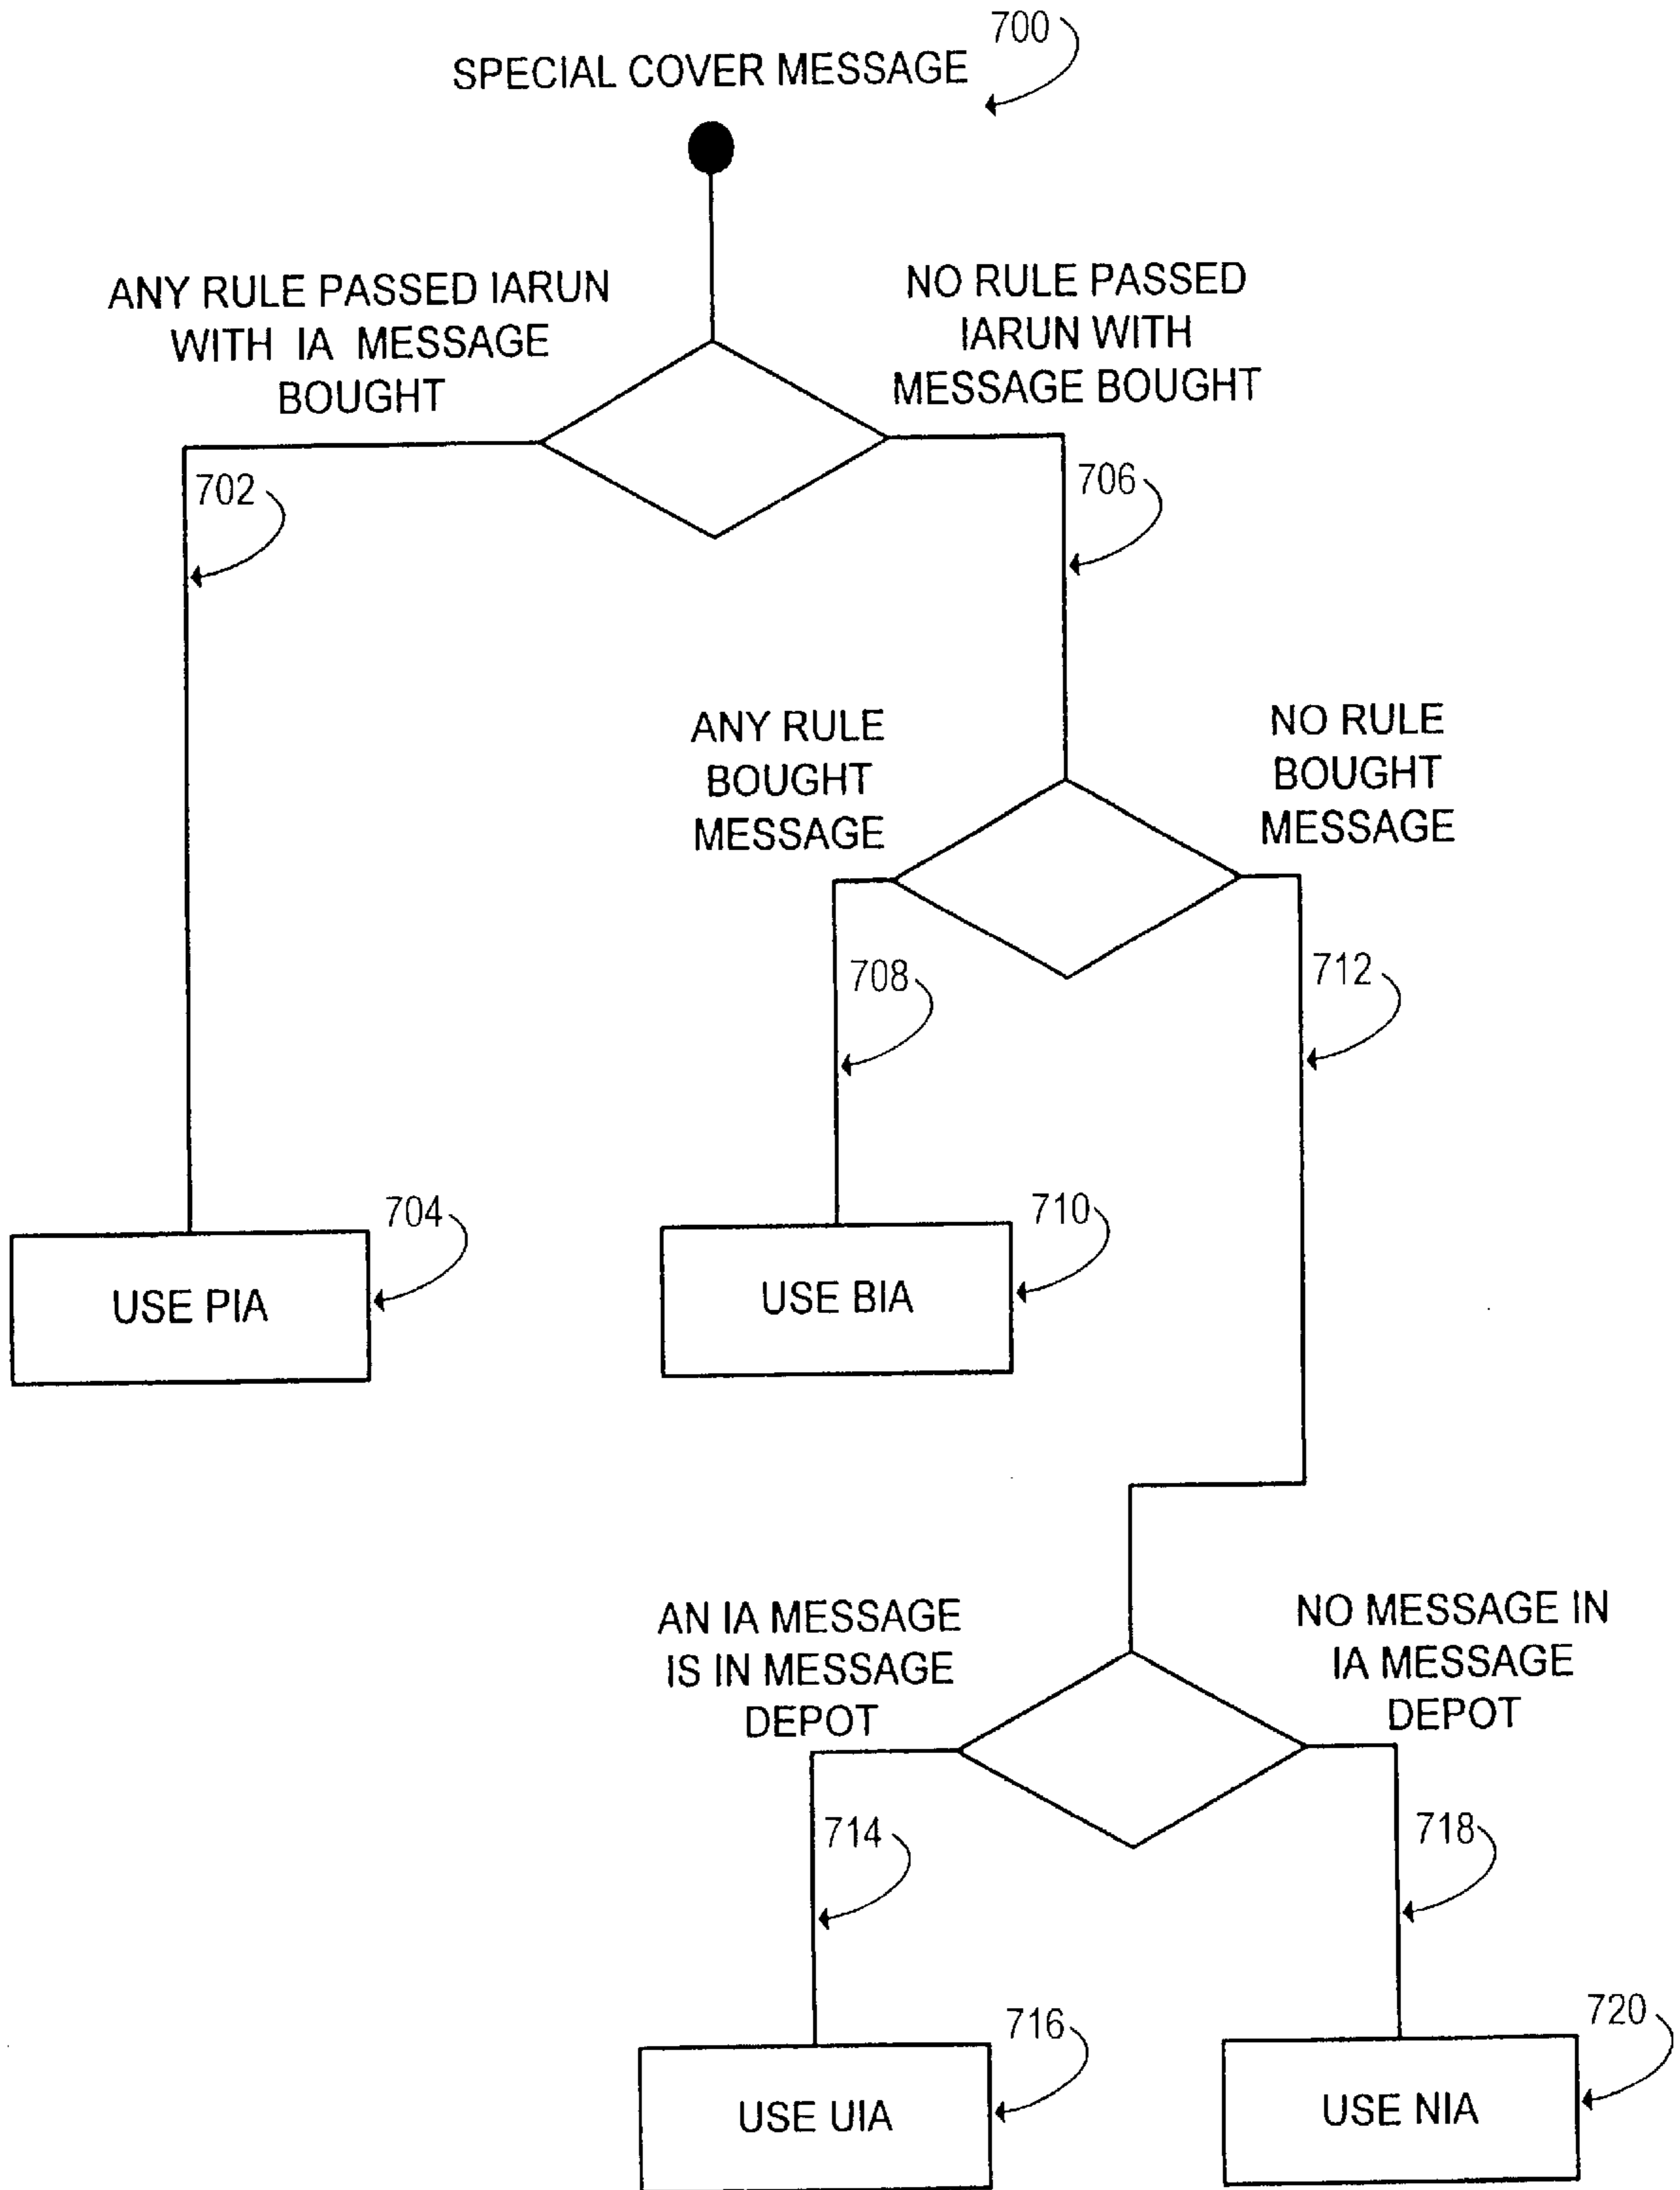 700
SPECIAL COVER MESSAGE
ANY RULE PASSED IARUN
WITH IA MESSAGE
BOUGHT
NO RULE PASSED
IARUN WITH
MESSAGE BOUGHT
702
706
ANY RULE
BOUGHT
MESSAGE
NO RULE
BOUGHT
MESSAGE
708
712
704
USE PIA
710
USE BIA
AN IA MESSAGE
IS IN MESSAGE
DEPOT
NO MESSAGE IN
IA MESSAGE
DEPOT
714
718
716
USE UIA
720
USE NIA